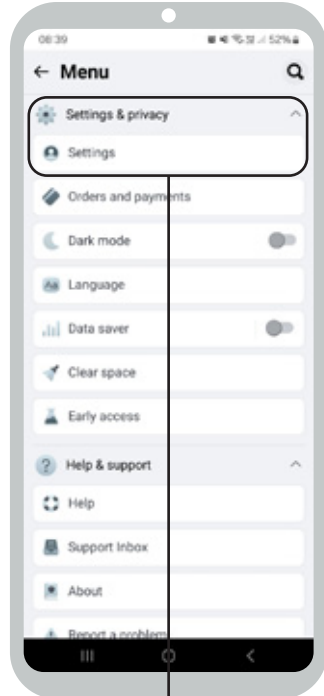 08:39
52%
← Menu
Settings & privacy
Settings
Orders and payments
Dark mode
Aa Language
Data saver
Clear space
Early access
? Help & support
Help
Support Inbox
About
Report a problem